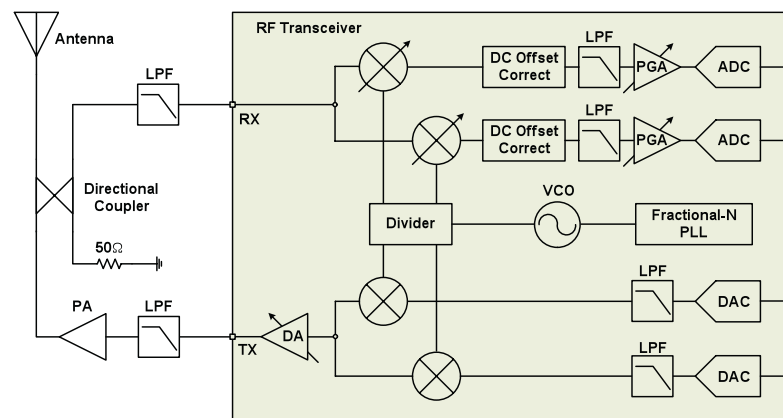 RF Transceiver
Antenna
LPF
DC Offset
Correct
LPF
PGA
ADC
RX
DC Offset
Correct
LPF
PGA
ADC
Directional
Coupler
VCO
Divider
Fractional-N
PLL
50Ω
PA
LPF
TX
DA
LPF
DAC
LPF
DAC